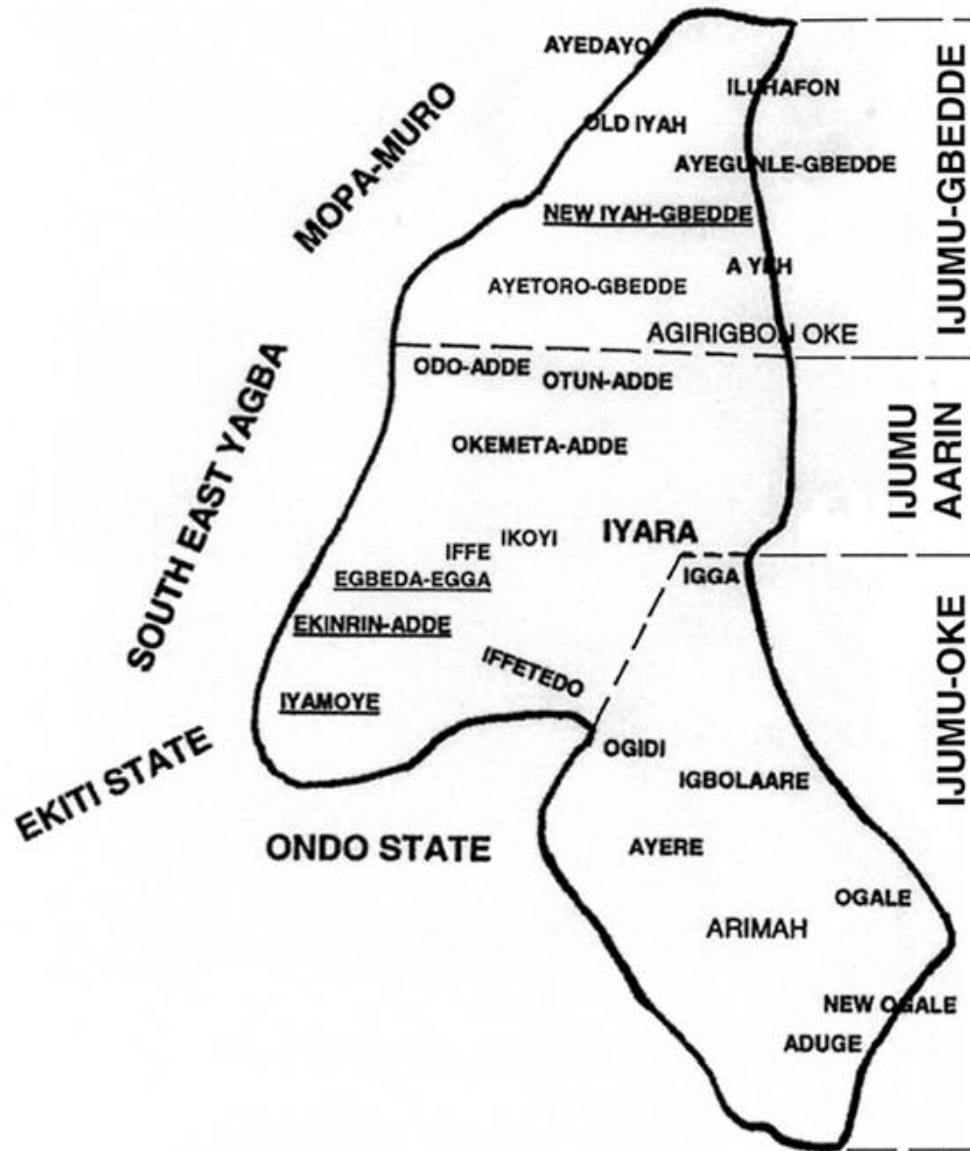 AYEDAYO
ILUHAFON
OLD IYAH
AYEGUNLE-GBEDDE
MOPA-MURO
NEW IYAH-GBEDDE
A YEH
AYETORO-GBEDDE
AGIRIGBON OKE
IJUMU-GBEDDE
ODO-ADDE
OTUN-ADDE
OKEMETA-ADDE
IJUMU
AARIN
SOUTH EAST YAGBA
IYARA
IKOYI
IFFE
IGGA
EGBEDA-EGGA
EKINRIN-ADDE
IFFETEDO
IYAMOYE
IJUMU-OKE
EKITI STATE
OGIDI
IGBOLAARE
ONDO STATE
AYERE
OGALE
ARIMAH
NEW OGALE
ADUGE